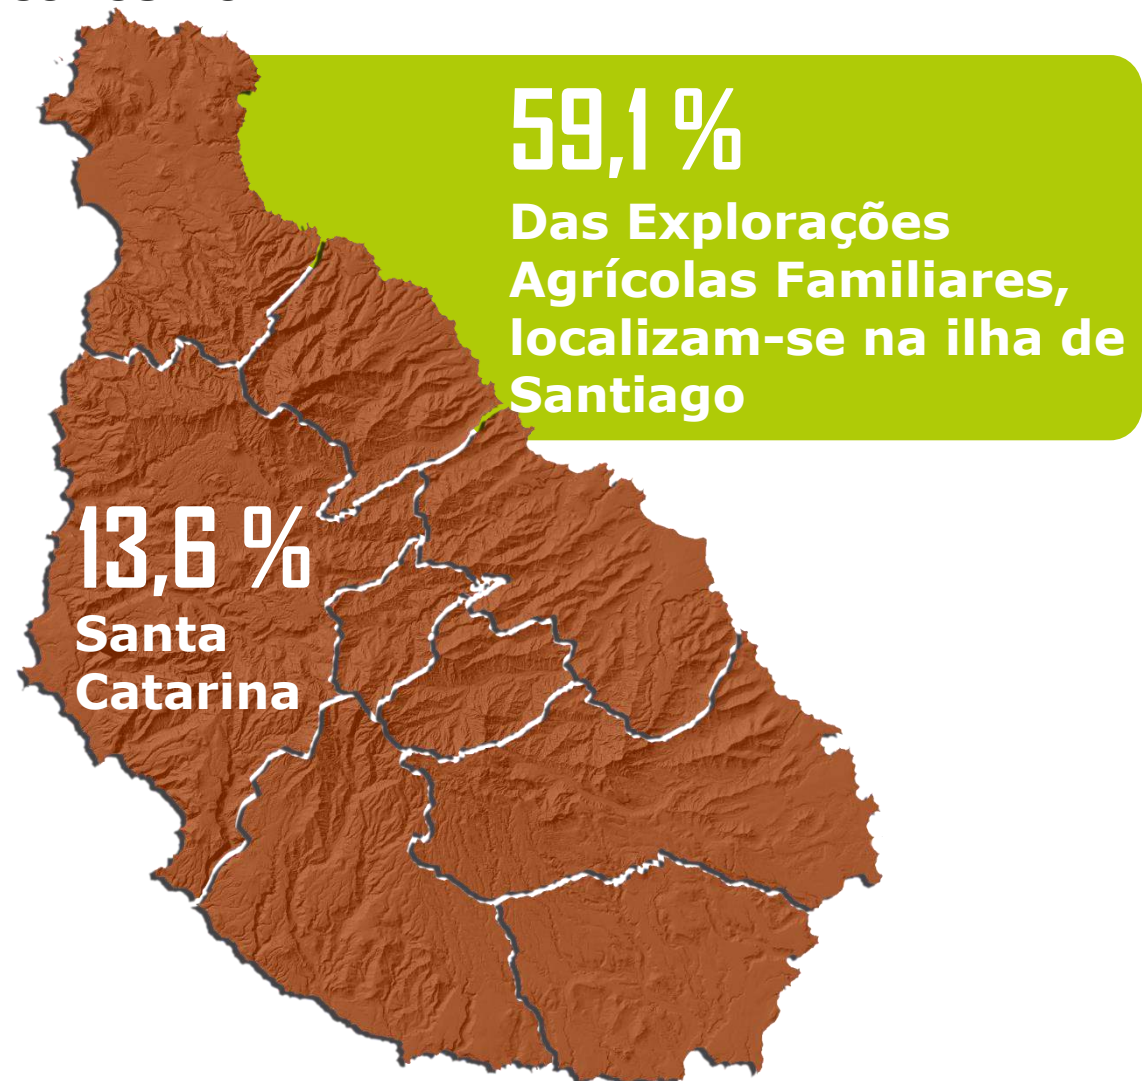 59,1 %
Das Explorações
Agrícolas Familiares,
localizam-se na ilha de
Santiago
13,6 %
Santa
Catarina